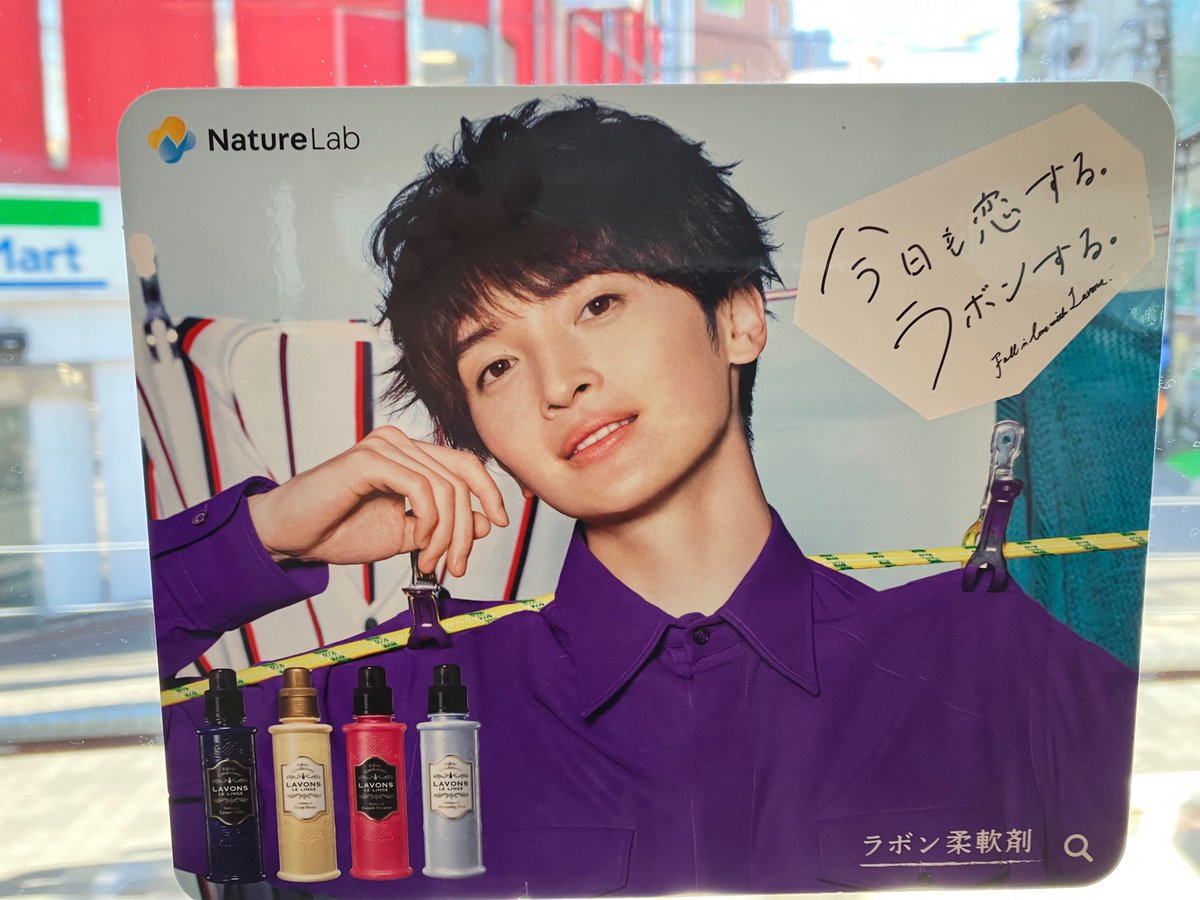 NatureLab
今日も恋する。
ラボンする。
Fall in love with Lavons.
Mart
LAVONS
LE LINGE
LAVONS
LE LINGE
LAVONS
LE LINGE
LAVONS
LE LINGE
ラボン柔軟剤